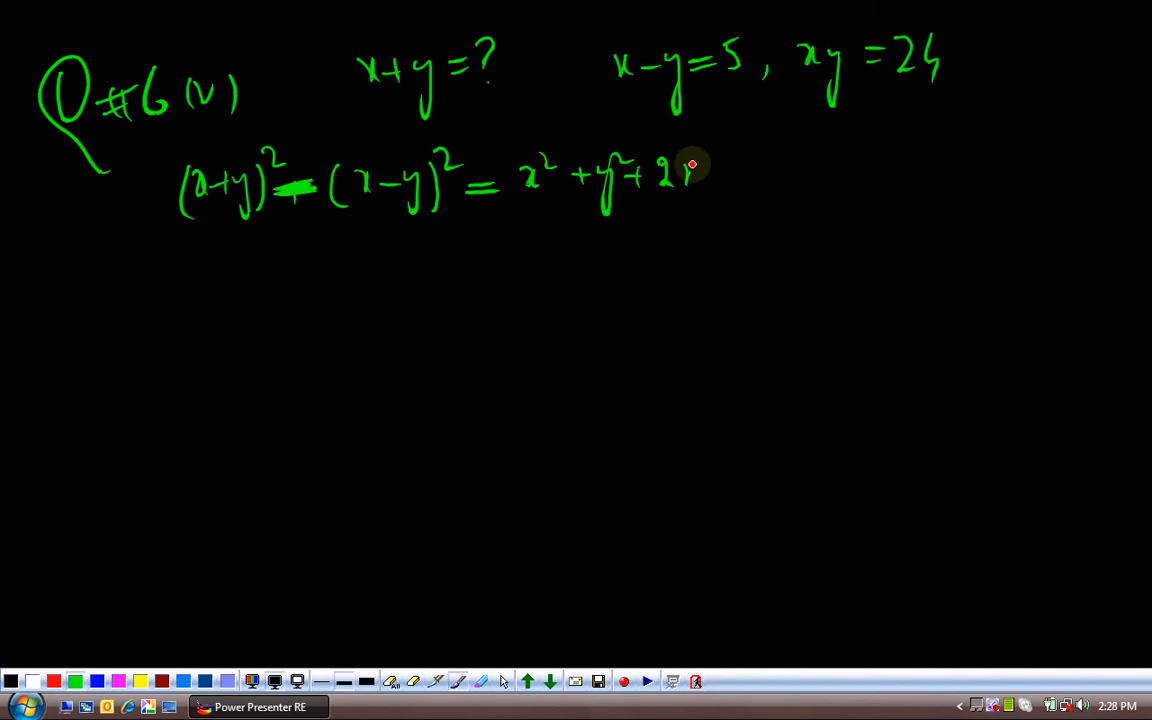 Q#6(v) x+y=? x-y=5, xy=24
(x+y)² - (x-y)² = x² + y² + 2
Power Presenter RE
2:28 PM